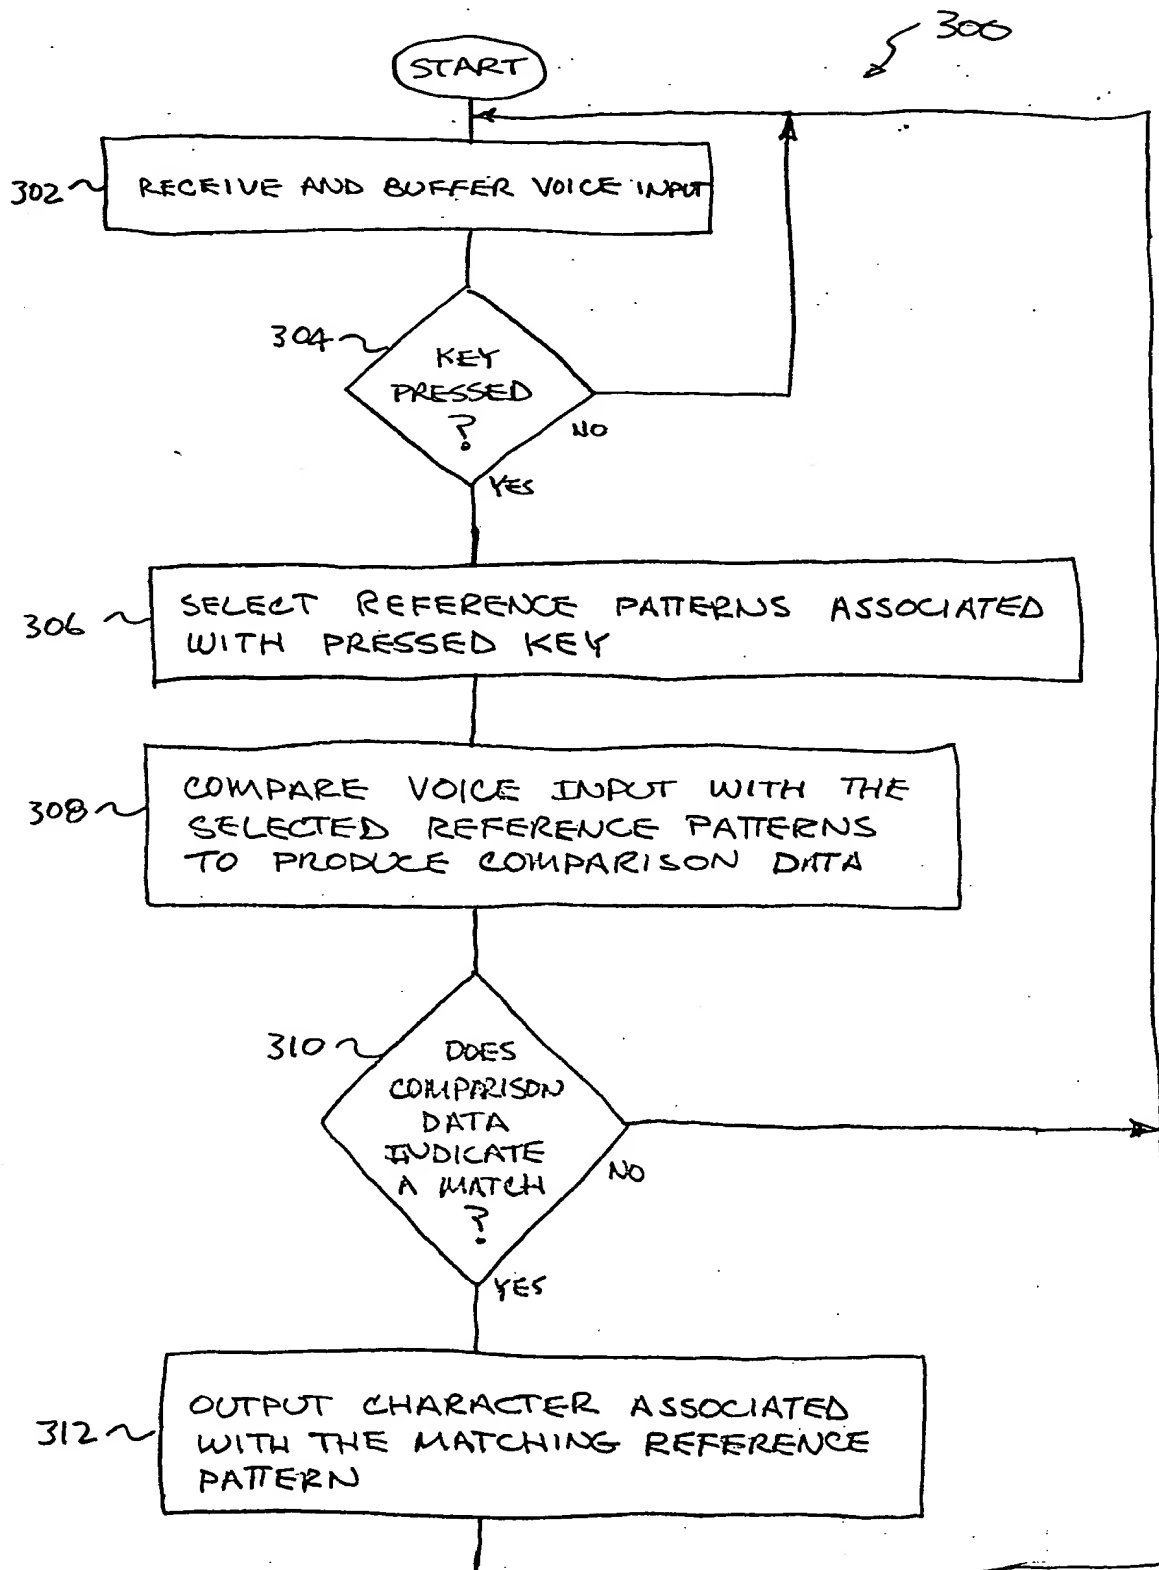 300
START
302 RECEIVE AND BUFFER VOICE INPUT
304
KEY
PRESSED
?
NO
YES
306
SELECT REFERENCE PATTERNS ASSOCIATED
WITH PRESSED KEY
308
COMPARE VOICE INPUT WITH THE
SELECTED REFERENCE PATTERNS
TO PRODUCE COMPARISON DATA
310
DOES
COMPARISON
DATA
INDICATE
A MATCH
?
NO
YES
312
OUTPUT CHARACTER ASSOCIATED
WITH THE MATCHING REFERENCE
PATTERN